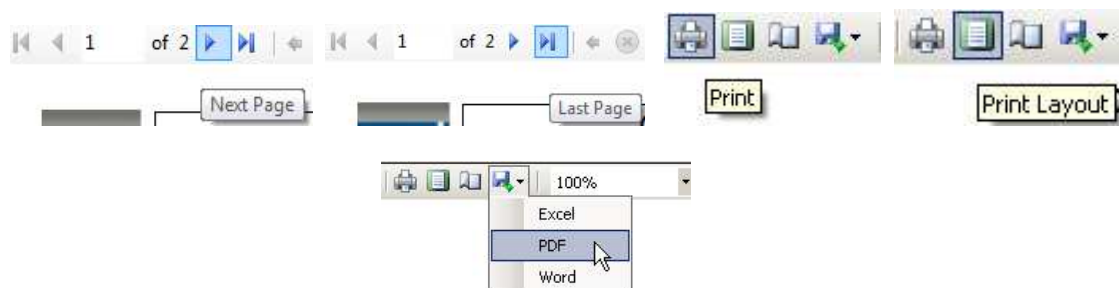 1 of 2
1 of 2
Next Page
Last Page
Print
Print Layout
100%
Excel
PDF
Word